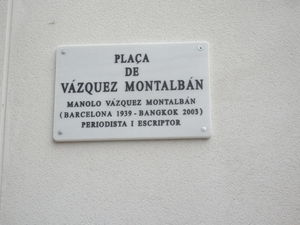 PLAÇA
DE
VÁZQUEZ MONTALBÁN
MANOLO VÁZQUEZ MONTALBÁN
(BARCELONA 1939 - BANGKOK 2003)
PERIODISTA I ESCRIPTOR